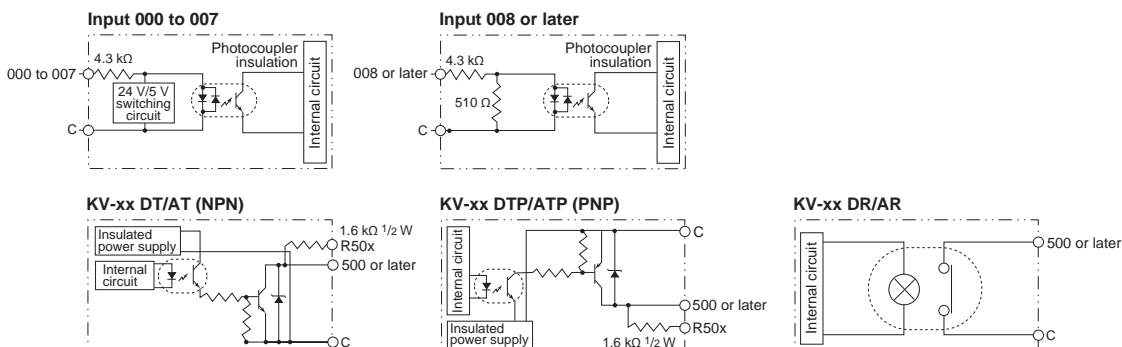 Input 000 to 007
Photocoupler
insulation
4.3 kΩ
000 to 007
24 V/5 V
switching
circuit
C
Internal circuit
Input 008 or later
Photocoupler
insulation
4.3 kΩ
008 or later
510 Ω
C
Internal circuit
KV-xx DT/AT (NPN)
Insulated
power supply
Internal
circuit
1.6 kΩ 1/2 W
R50x
500 or later
C
KV-xx DTP/ATP (PNP)
Internal circuit
Insulated
power supply
C
500 or later
R50x
1.6 kΩ 1/2 W
KV-xx DR/AR
Internal circuit
500 or later
C